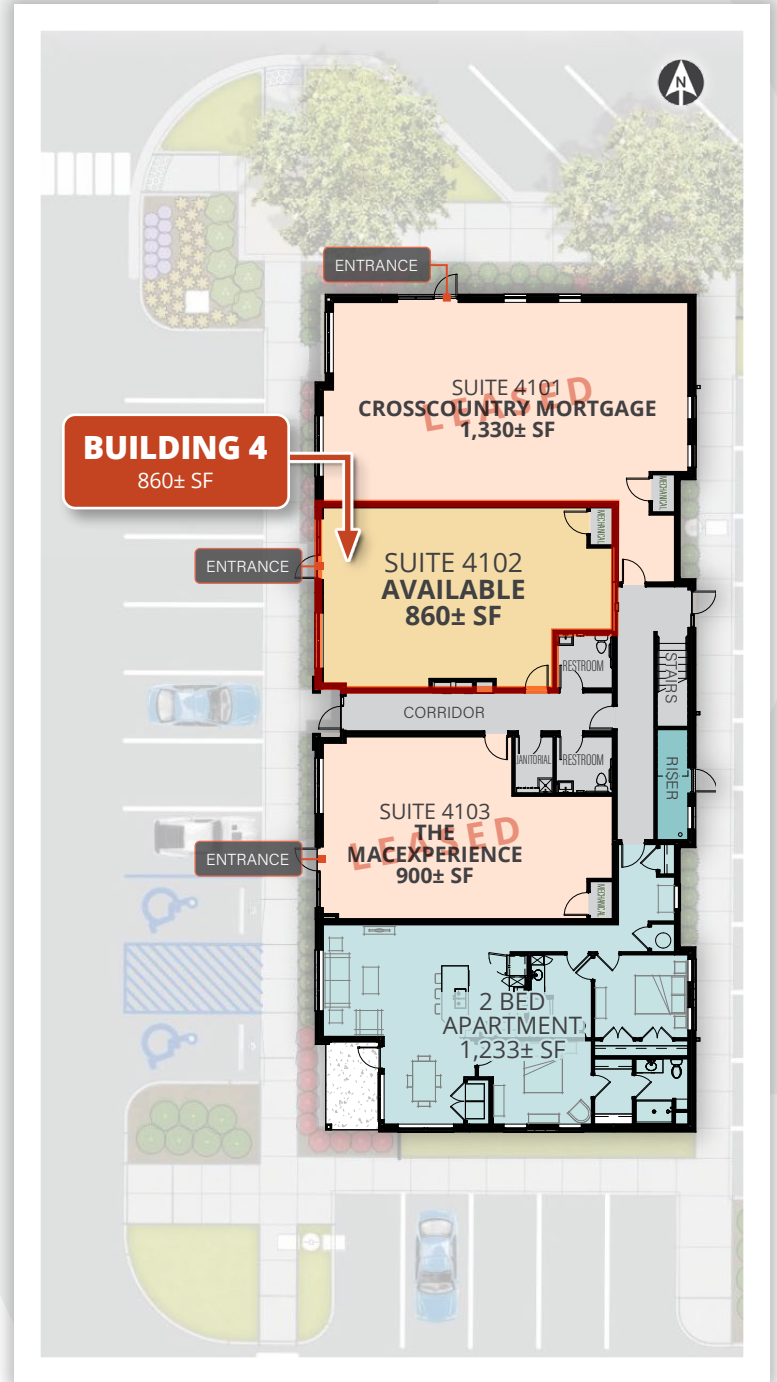 N
ENTRANCE
SUITE 4101
CROSSCOUNTRY MORTGAGE
1,330± SF
LEASED
MECHANICAL
BUILDING 4
860± SF
ENTRANCE
SUITE 4102
AVAILABLE
860± SF
MECHANICAL
RESTROOM
STAIRS
CORRIDOR
JANITORIAL
RESTROOM
RISER
SUITE 4103
THE
MACEXPERIENCE
900± SF
LEASED
ENTRANCE
MECHANICAL
2 BED
APARTMENT
1,233± SF